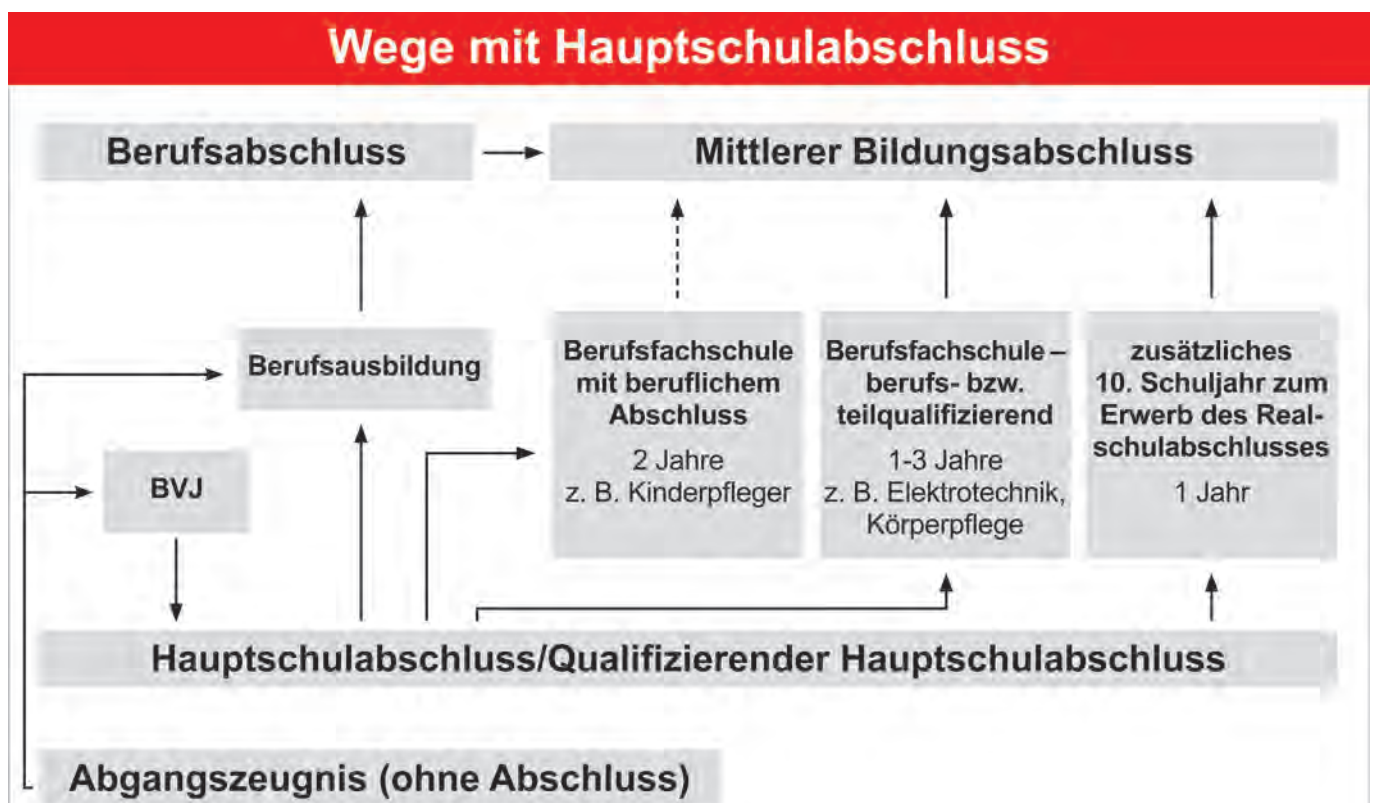 Wege mit Hauptschulabschluss
Berufsabschluss
Mittlerer Bildungsabschluss
Berufsausbildung
BVJ
Berufsfachschule
mit beruflichem
Abschluss
2 Jahre
z. B. Kinderpfleger
Berufsfachschule –
berufs- bzw.
teilqualifizierend
1-3 Jahre
z. B. Elektrotechnik,
Körperpflege
zusätzliches
10. Schuljahr zum
Erwerb des Real-
schulabschlusses
1 Jahr
Hauptschulabschluss/Qualifizierender Hauptschulabschluss
Abgangszeugnis (ohne Abschluss)